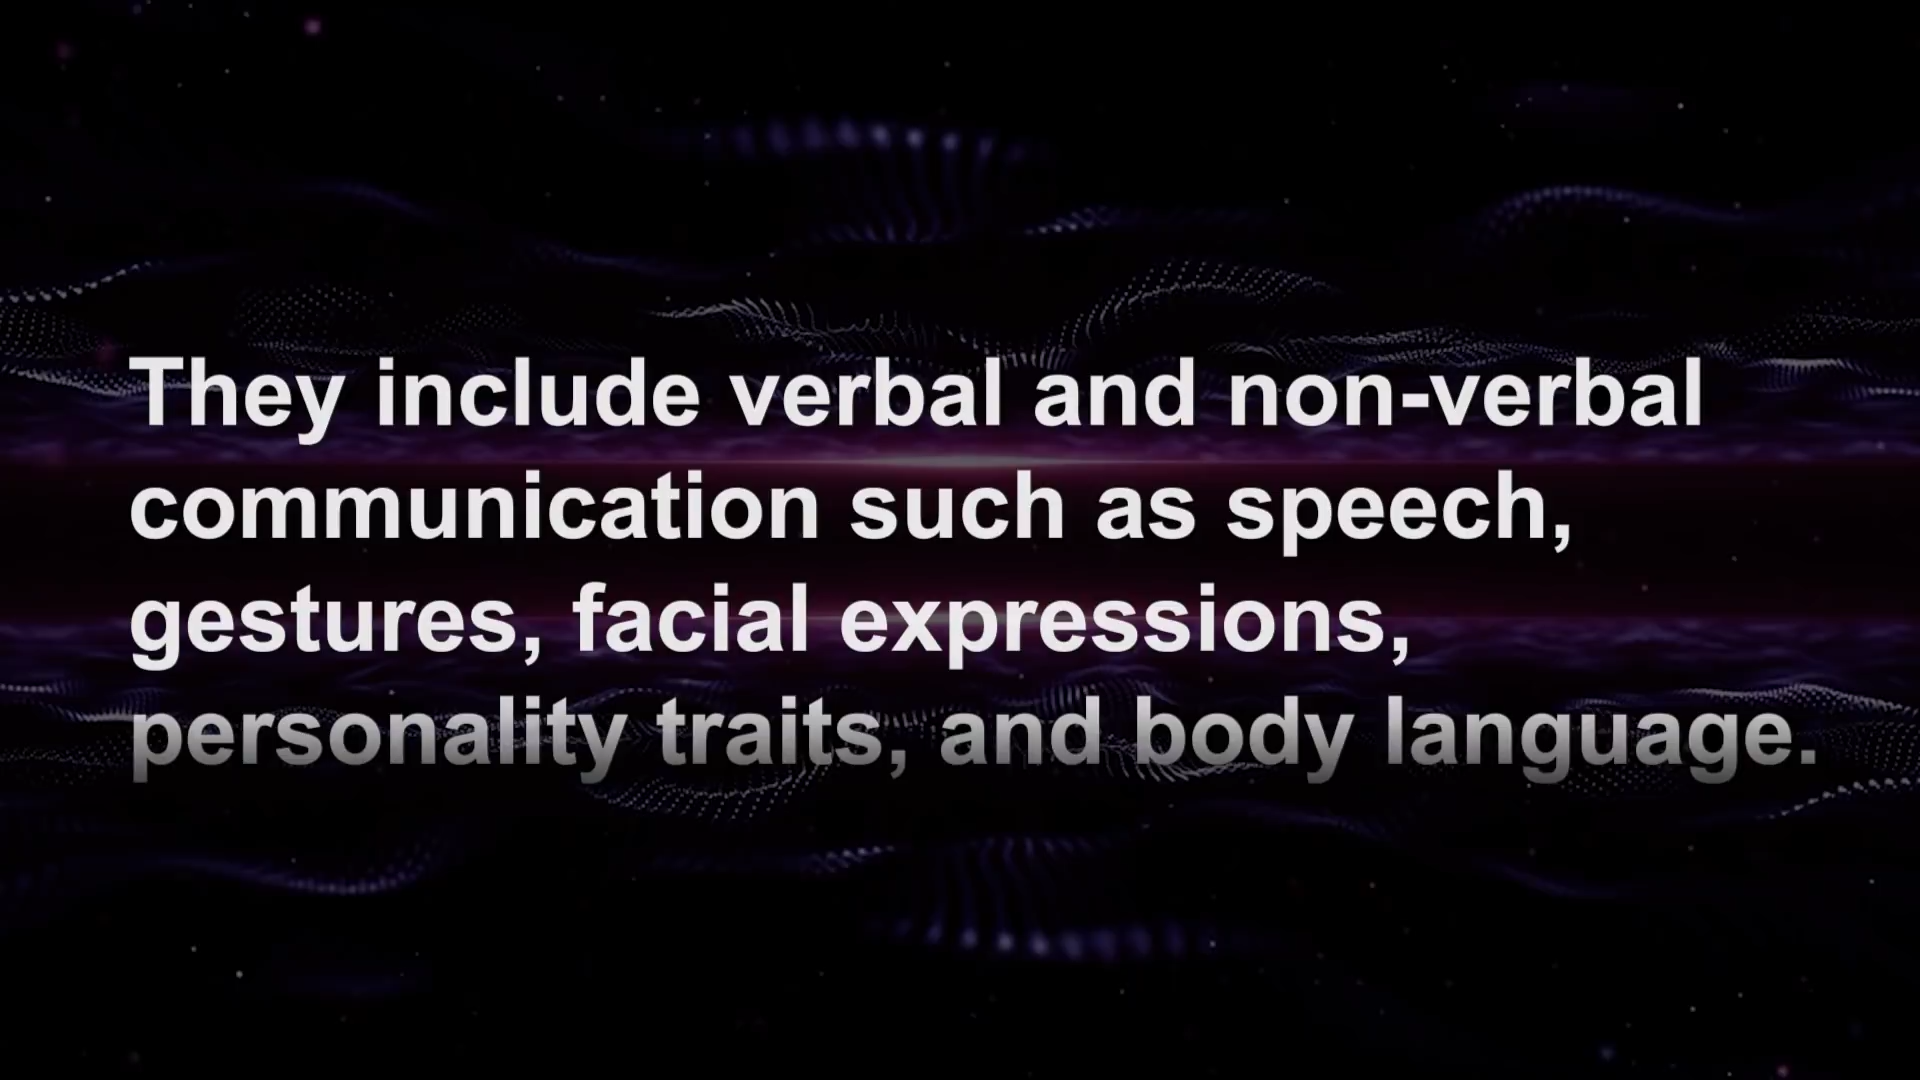 They include verbal and non-verbal
communication such as speech,
gestures, facial expressions,
personality traits, and body language.